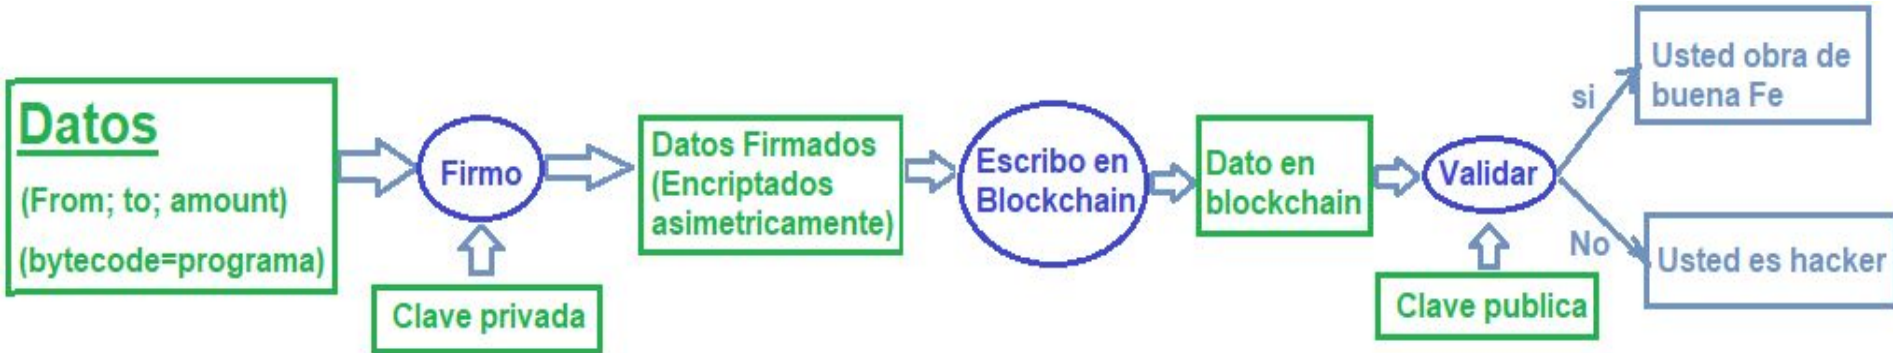 Datos
(From; to; amount)
(bytecode=programa)
Firmo
Clave privada
Datos Firmados
(Encriptados
asimetricamente)
Escribo en
Blockchain
Dato en
blockchain
Validar
Clave publica
si
Usted obra de
buena Fe
No
Usted es hacker